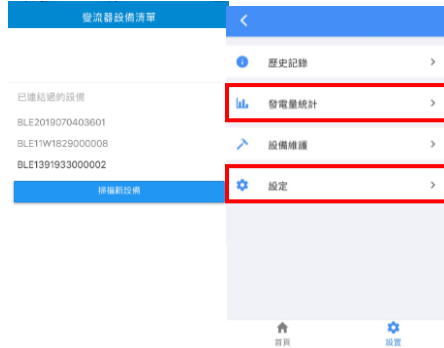 變流器設備清單
已連結過的設備
BLE2019070403601
BLE11W1829000008
BLE1391933000002
掃描新設備
歷史記錄
發電量統計
設備維護
設定
首頁
設置